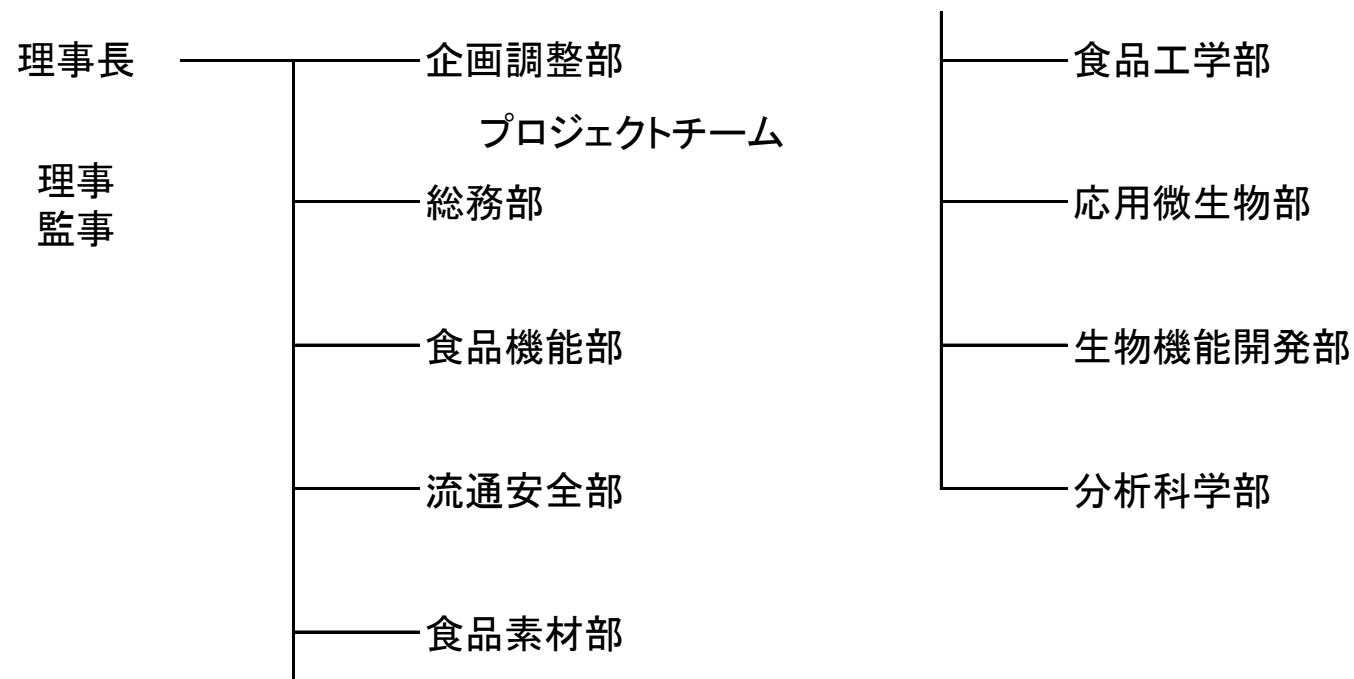 理事長
理事
監事
企画調整部
プロジェクトチーム
総務部
食品機能部
流通安全部
食品素材部
食品工学部
応用微生物部
生物機能開発部
分析科学部